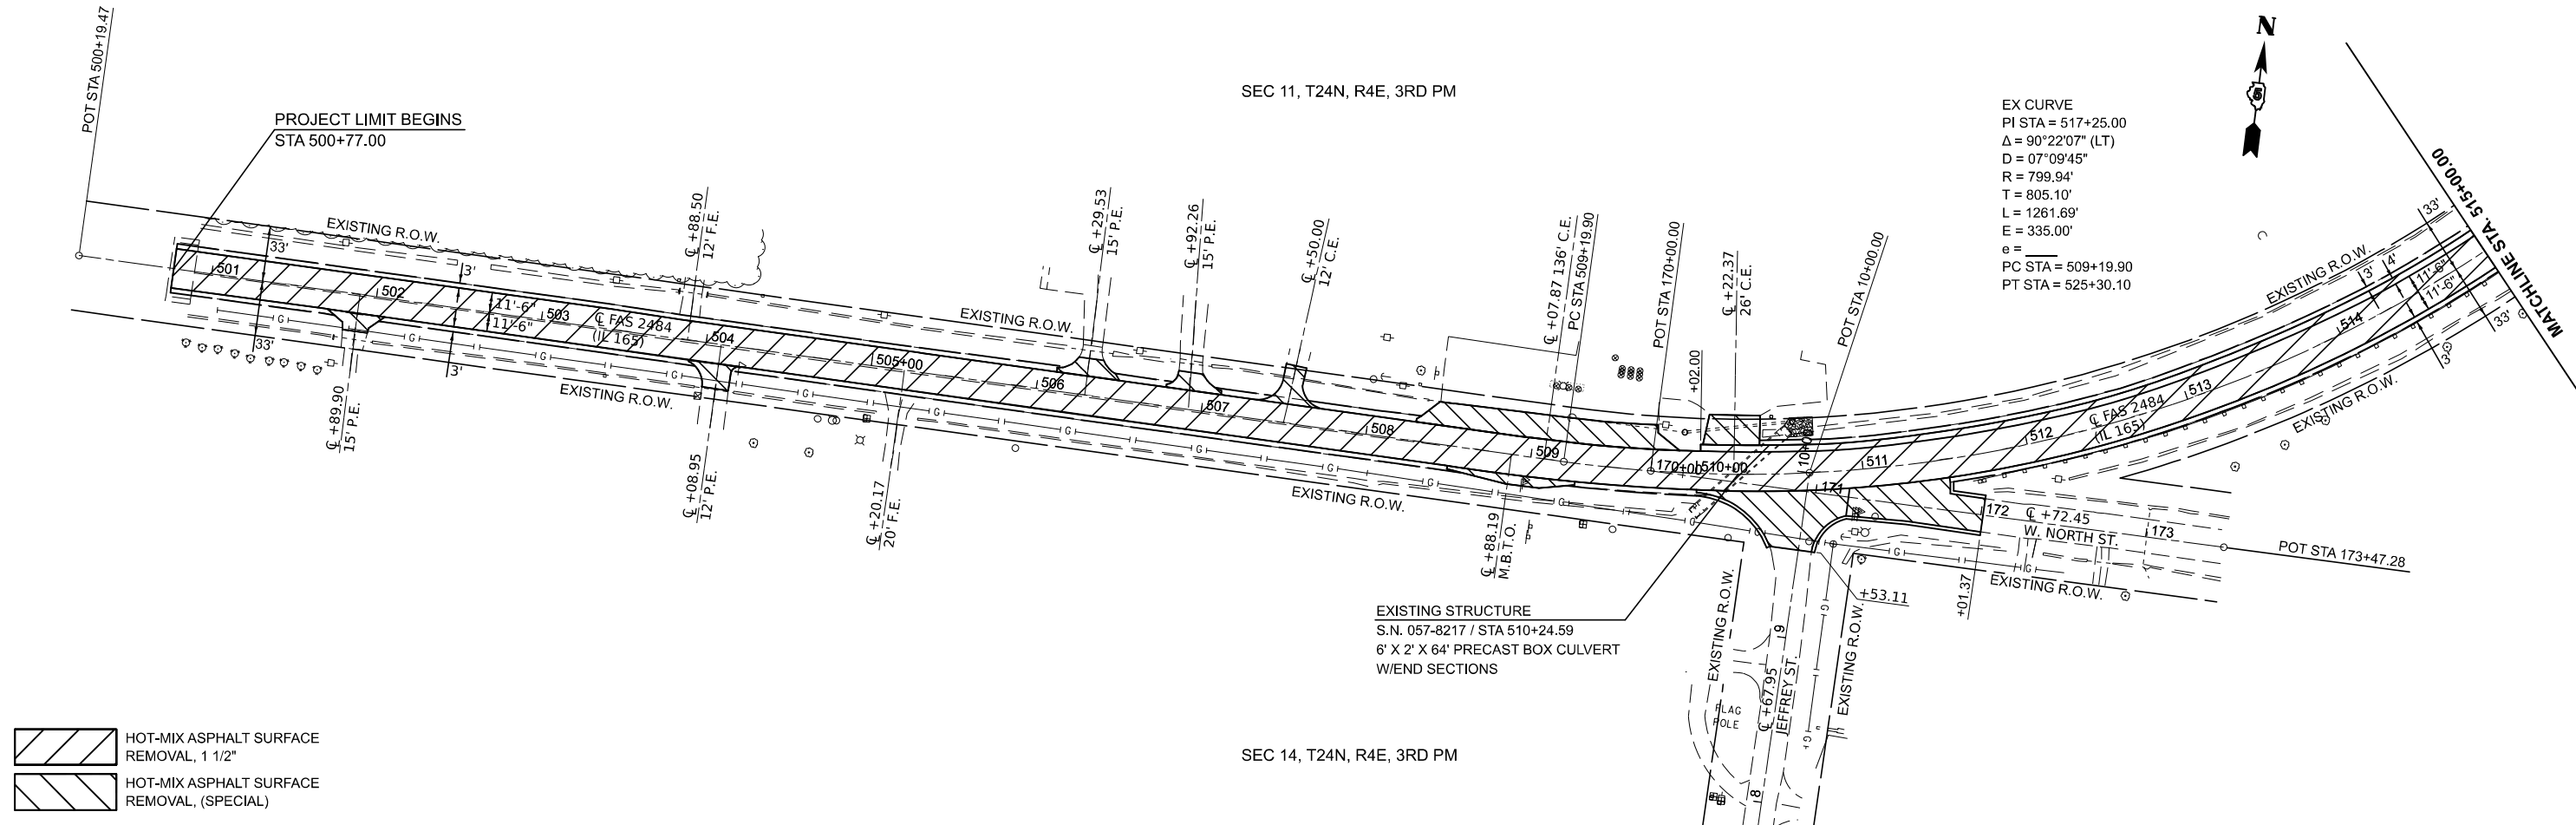 POT STA 500+19.47
PROJECT LIMIT BEGINS
STA 500+77.00
SEC 11, T24N, R4E, 3RD PM
N
5
EX CURVE
PI STA = 517+25.00
Δ = 90°22'07" (LT)
D = 07°09'45"
R = 799.94'
T = 805.10'
L = 1261.69'
E = 335.00'
e = ____
PC STA = 509+19.90
PT STA = 525+30.10
MATCHLINE STA. 515+00.00
EXISTING R.O.W.
33'
33'
3'
3'
11'-6"
11'-6"
501
502
503
℄ FAS 2484
(IL 165)
504
505+00
506
507
508
509
170+00
510+00
10+00
511
171
512
℄ FAS 2484
(IL 165)
513
514
℄ +88.50
12' F.E.
℄ +29.53
15' P.E.
℄ +92.26
15' P.E.
℄ +50.00
12' C.E.
℄ +07.87 136' C.E.
PC STA 509+19.90
POT STA 170+00.00
+02.00
℄ +22.37
26' C.E.
POT STA 10+00.00
EXISTING R.O.W.
EXISTING R.O.W.
33'
3'
4'
11'-6"
11'-6"
33'
3'
EXISTING R.O.W.
G G G G G G G G G G G
℄ +89.90
15' P.E.
EXISTING R.O.W.
℄ +08.95
12' P.E.
℄ +20.17
20' F.E.
℄ +88.19
M.B.T.O.
EXISTING R.O.W.
172
℄ +72.45
W. NORTH ST.
173
POT STA 173+47.28
EXISTING R.O.W.
+53.11
+01.37
EXISTING STRUCTURE
S.N. 057-8217 / STA 510+24.59
6' X 2' X 64' PRECAST BOX CULVERT
W/END SECTIONS
EXISTING R.O.W.
9
℄ +67.95
JEFFREY ST.
EXISTING R.O.W.
FLAG
POLE
8
SEC 14, T24N, R4E, 3RD PM
HOT-MIX ASPHALT SURFACE
REMOVAL, 1 1/2"
HOT-MIX ASPHALT SURFACE
REMOVAL, (SPECIAL)